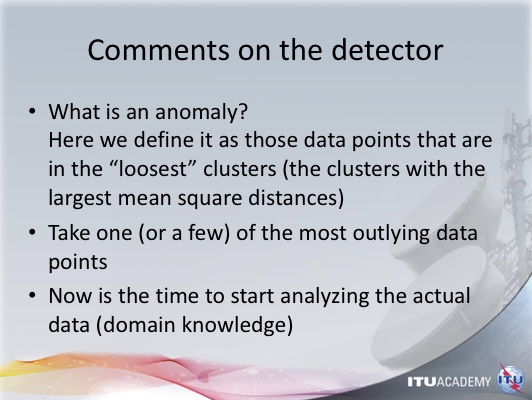 Comments on the detector
• What is an anomaly?
Here we define it as those data points that are
in the “loosest” clusters (the clusters with the
largest mean square distances)
• Take one (or a few) of the most outlying data
points
• Now is the time to start analyzing the actual
data (domain knowledge)
ITUACADEMY ITU